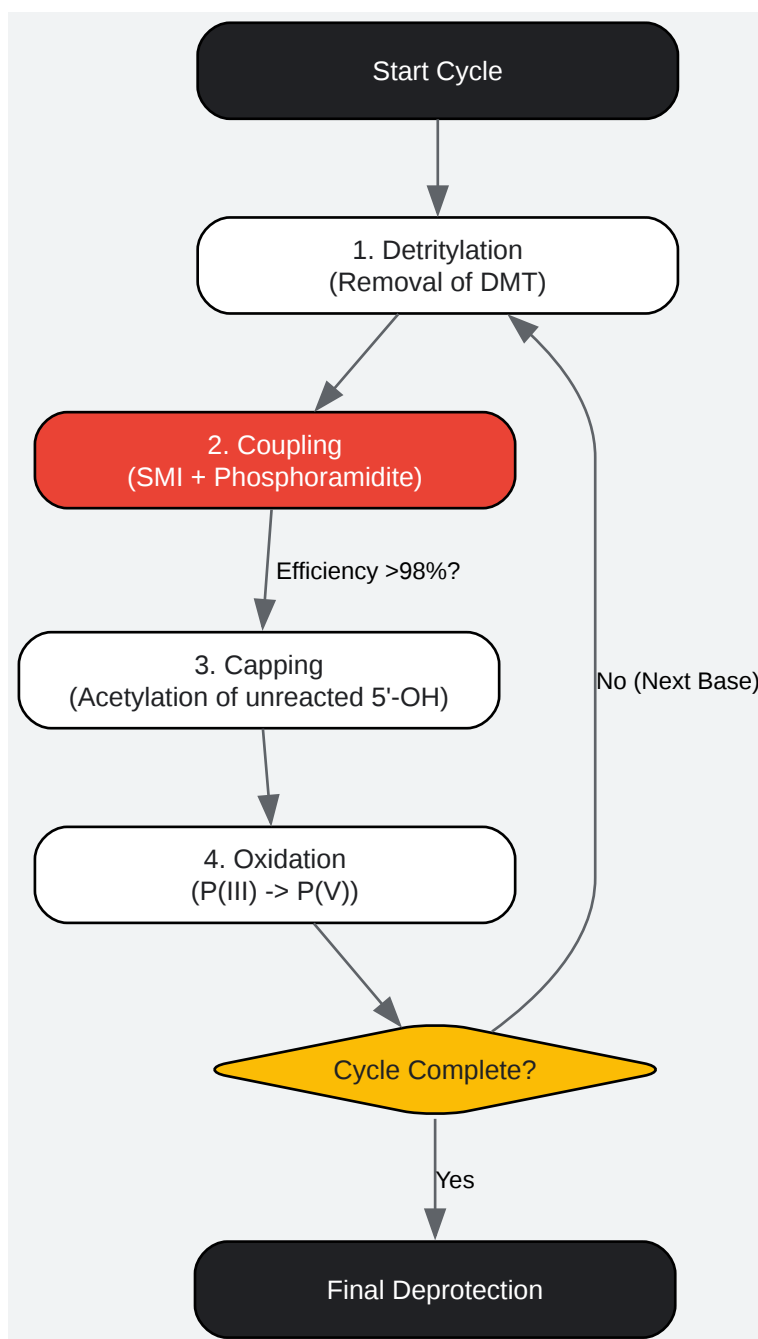 Start Cycle
1. Detritylation
(Removal of DMT)
2. Coupling
(SMI + Phosphoramidite)
Efficiency >98%?
3. Capping
(Acetylation of unreacted 5'-OH)
No (Next Base)
4. Oxidation
(P(III) -> P(V))
Cycle Complete?
Yes
Final Deprotection